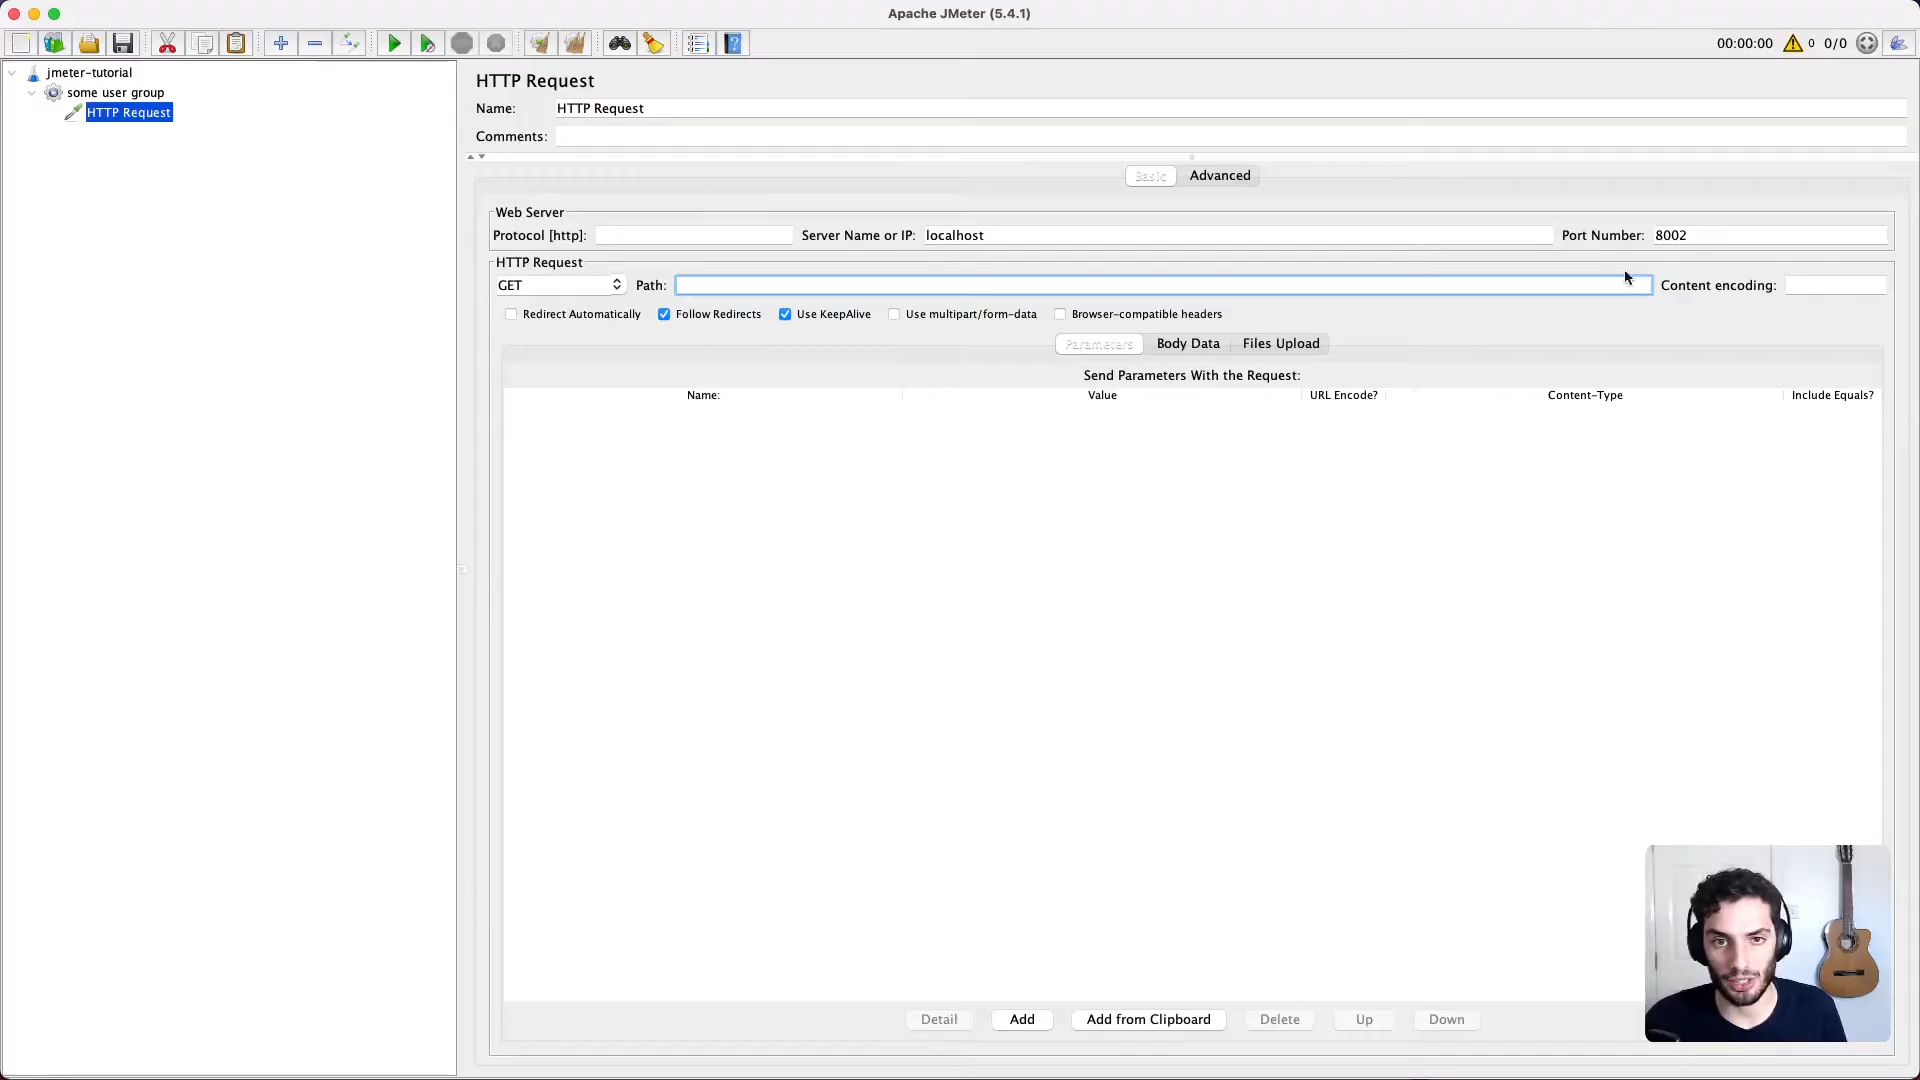 Apache JMeter (5.4.1)
00:00:00 0 0/0
jmeter-tutorial
some user group
HTTP Request
HTTP Request
Name: HTTP Request
Comments:
Basic Advanced
Web Server
Protocol [http]: Server Name or IP: localhost Port Number: 8002
HTTP Request
GET Path: Content encoding:
Redirect Automatically Follow Redirects Use KeepAlive Use multipart/form-data Browser-compatible headers
Parameters Body Data Files Upload
Send Parameters With the Request:
Name: Value URL Encode? Content-Type Include Equals?
Detail Add Add from Clipboard Delete Up Down